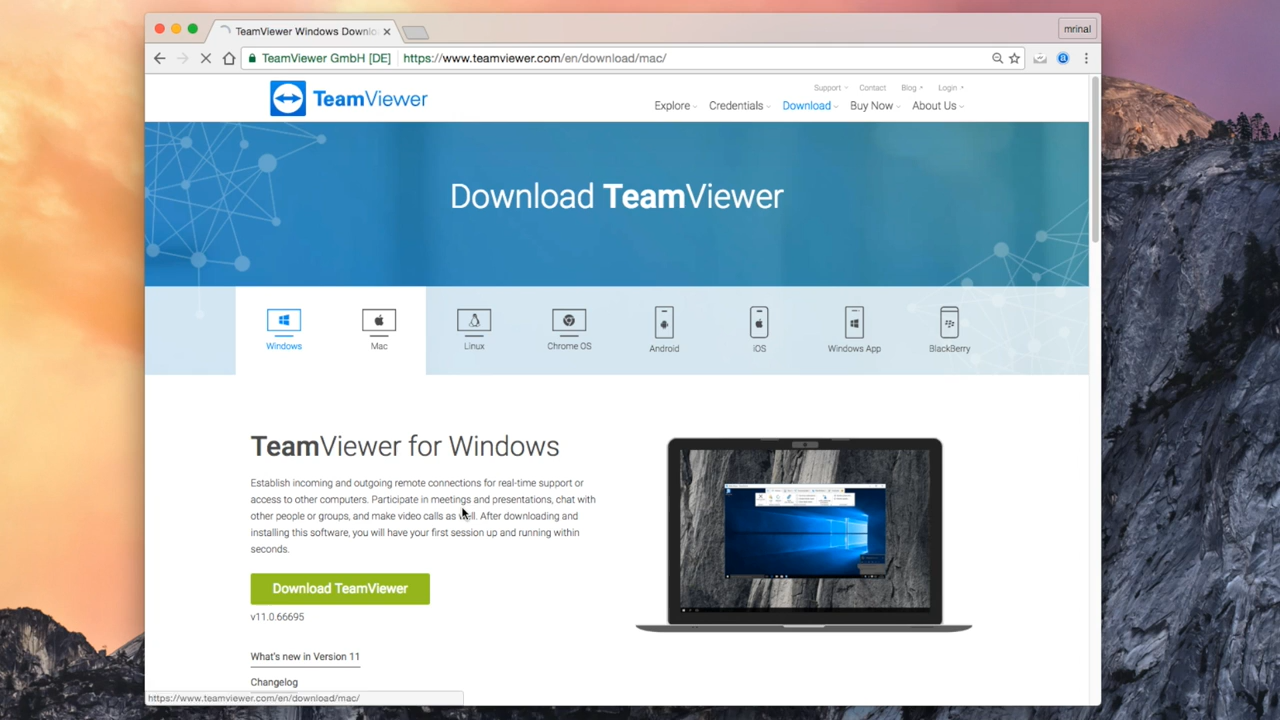 TeamViewer Windows Downlo
mrinal
TeamViewer GmbH [DE]
https://www.teamviewer.com/en/download/mac/
Support
Contact
Blog
Login
TeamViewer
Explore
Credentials
Download
Buy Now
About Us
Download TeamViewer
Windows
Mac
Linux
Chrome OS
Android
iOS
Windows App
BlackBerry
TeamViewer for Windows
Establish incoming and outgoing remote connections for real-time support or
access to other computers. Participate in meetings and presentations, chat with
other people or groups, and make video calls as well. After downloading and
installing this software, you will have your first session up and running within
seconds.
Download TeamViewer
v11.0.66695
What's new in Version 11
Changelog
https://www.teamviewer.com/en/download/mac/